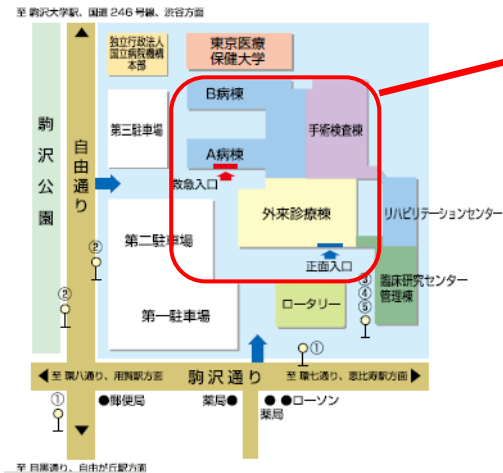 至 駒沢大学駅、国道 246 号線、渋谷方面
独立行政法人
国立病院機構
本部
東京医療
保健大学
B病棟
手術検査棟
第三駐車場
A病棟
救急入口
駒沢公園
自由通り
外来診療棟
リハビリテーションセンター
第二駐車場
正面入口
②
②
③
④
⑤
臨床研究センター
管理棟
ロータリー
第一駐車場
①
至 環八通り、用賀駅方面
駒沢通り
至 環七通り、恵比寿駅方面
①
●郵便局
薬局●
● ●ローソン
薬局
至 目黒通り、自由が丘駅方面